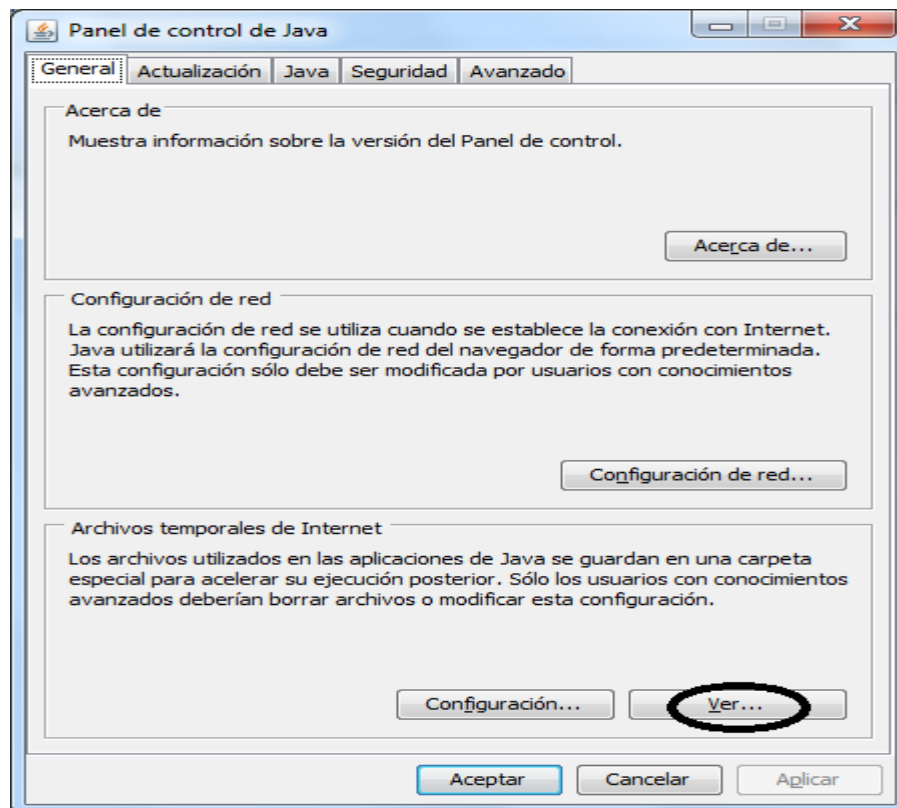 Panel de control de Java
General Actualización Java Seguridad Avanzado
Acerca de
Muestra información sobre la versión del Panel de control.
Acerca de...
Configuración de red
La configuración de red se utiliza cuando se establece la conexión con Internet.
Java utilizará la configuración de red del navegador de forma predeterminada.
Esta configuración sólo debe ser modificada por usuarios con conocimientos
avanzados.
Configuración de red...
Archivos temporales de Internet
Los archivos utilizados en las aplicaciones de Java se guardan en una carpeta
especial para acelerar su ejecución posterior. Sólo los usuarios con conocimientos
avanzados deberían borrar archivos o modificar esta configuración.
Configuración... Ver...
Aceptar Cancelar Aplicar